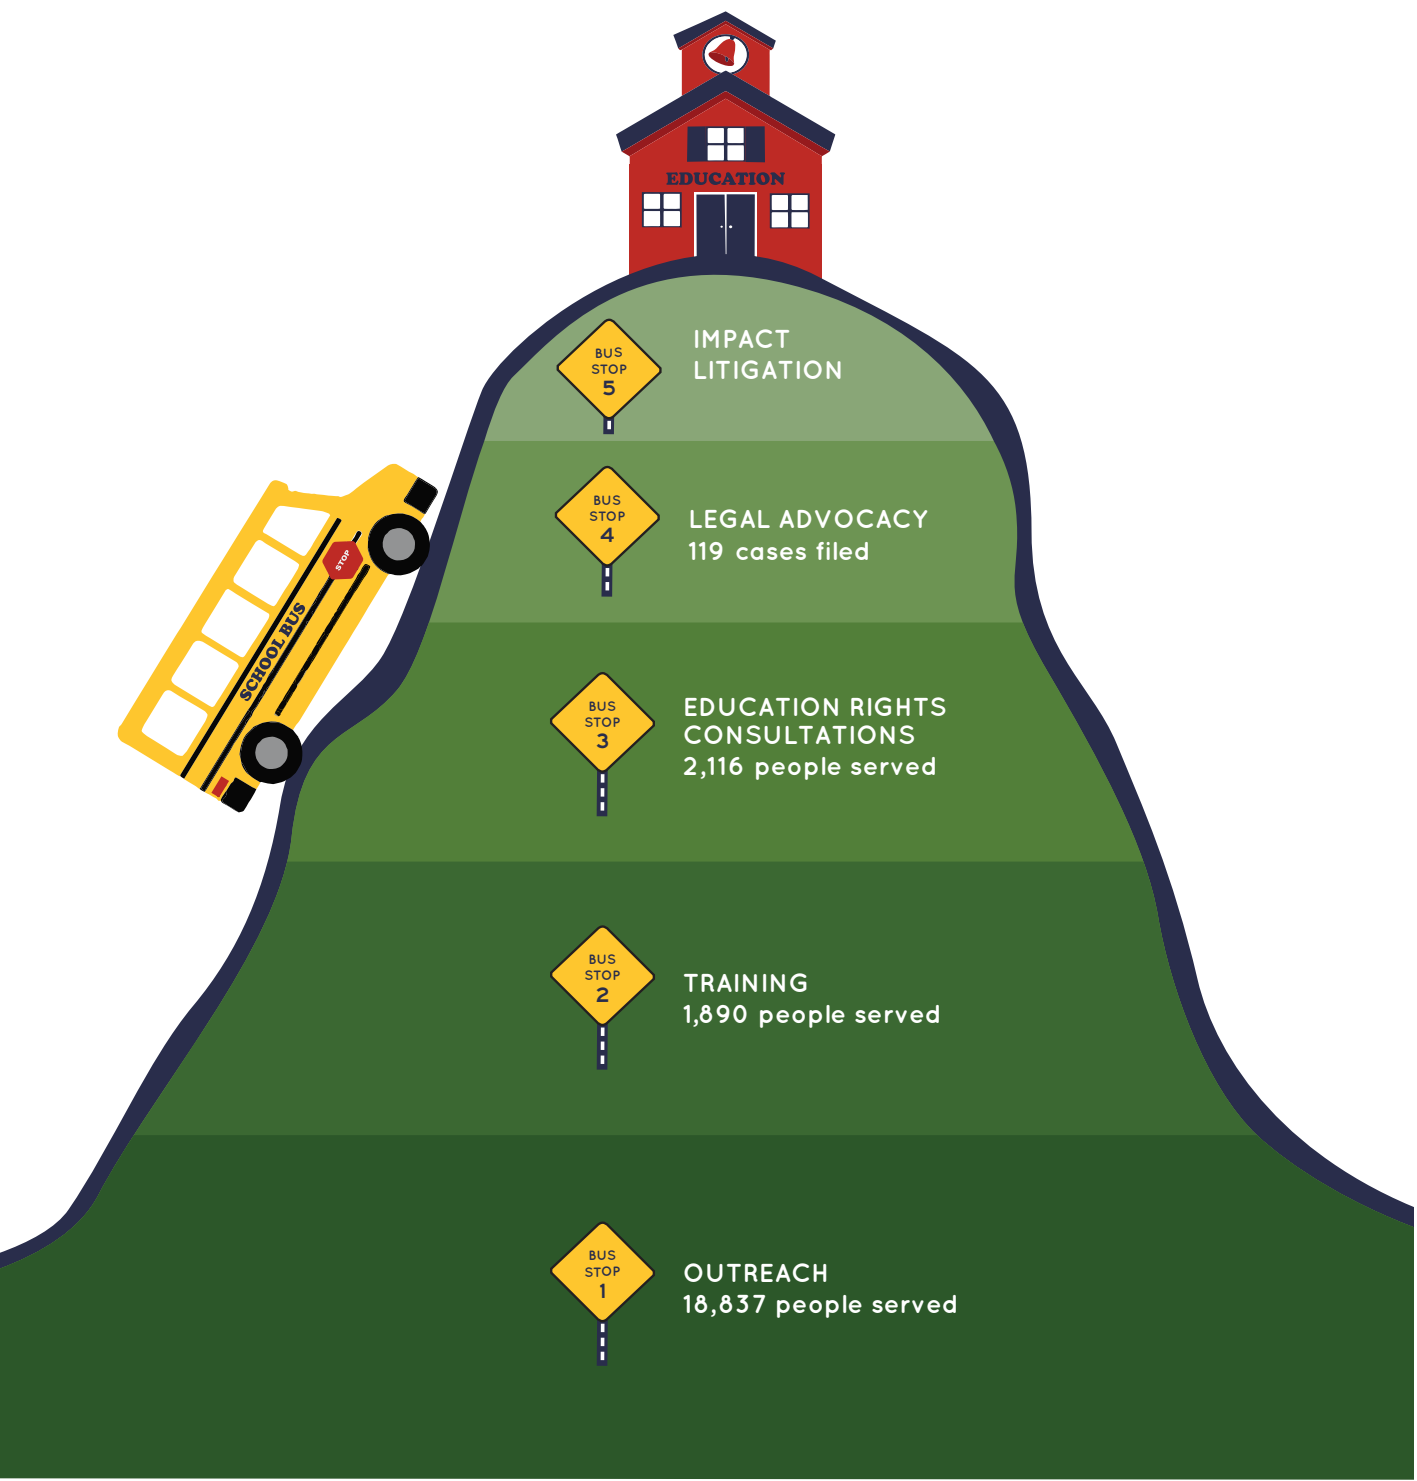 EDUCATION
BUS
STOP
5
IMPACT
LITIGATION
BUS
STOP
4
LEGAL ADVOCACY
119 cases filed
STOP
SCHOOL BUS
BUS
STOP
3
EDUCATION RIGHTS
CONSULTATIONS
2,116 people served
BUS
STOP
2
TRAINING
1,890 people served
BUS
STOP
1
OUTREACH
18,837 people served